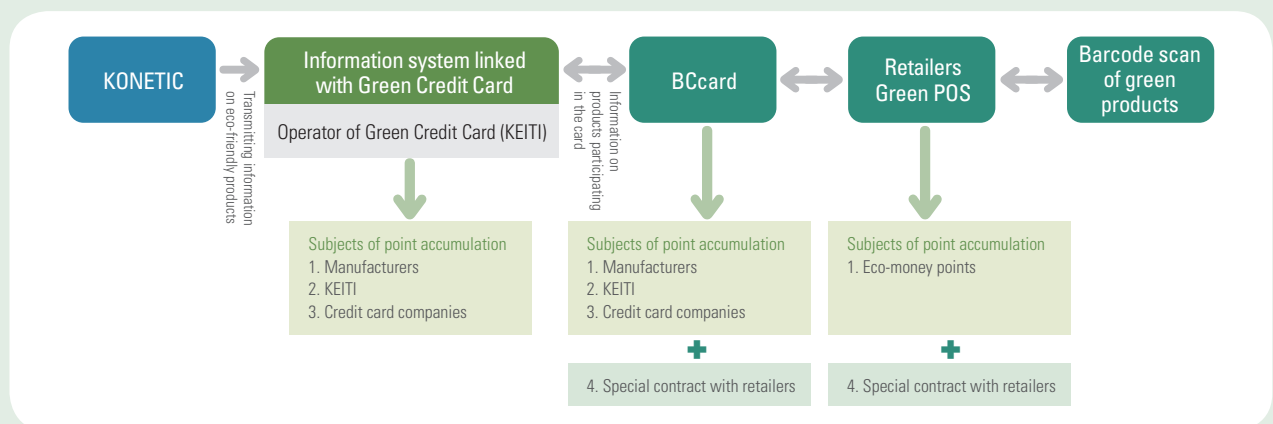 KONETIC
Transmitting information
on eco-friendly products
Information system linked
with Green Credit Card
Operator of Green Credit Card (KEITI)
Information on
products participating
in the card
BCcard
Retailers
Green POS
Barcode scan
of green
products
Subjects of point accumulation
1. Manufacturers
2. KEITI
3. Credit card companies
Subjects of point accumulation
1. Manufacturers
2. KEITI
3. Credit card companies
4. Special contract with retailers
Subjects of point accumulation
1. Eco-money points
4. Special contract with retailers